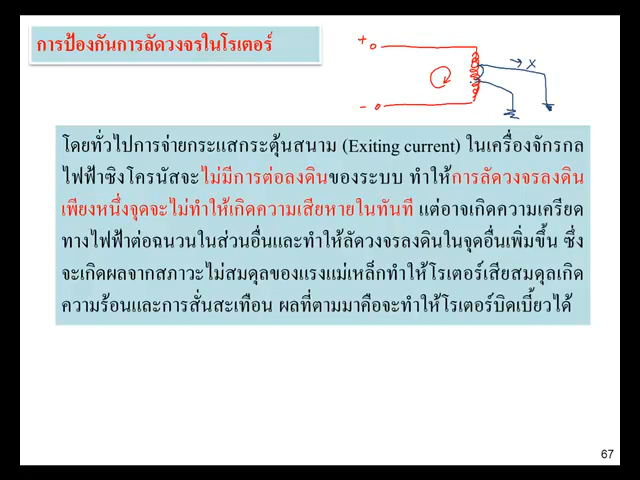 การป้องกันการลัดวงจรในโรเตอร์
+
→ X
-
โดยทั่วไปการจ่ายกระแสกระตุ้นสนาม (Exiting current) ในเครื่องจักรกล
ไฟฟ้าซิงโครนัสจะไม่มีการต่อลงดินของระบบ ทำให้การลัดวงจรลงดิน
เพียงหนึ่งจุดจะไม่ทำให้เกิดความเสียหายในทันที แต่อาจเกิดความเครียด
ทางไฟฟ้าต่อฉนวนในส่วนอื่นและทำให้ลัดวงจรลงดินในจุดอื่นเพิ่มขึ้น ซึ่ง
จะเกิดผลจากสภาวะไม่สมดุลของแรงแม่เหล็กทำให้โรเตอร์เสียสมดุลเกิด
ความร้อนและการสั่นสะเทือน ผลที่ตามมาคือจะทำให้โรเตอร์บิดเบี้ยวได้
67